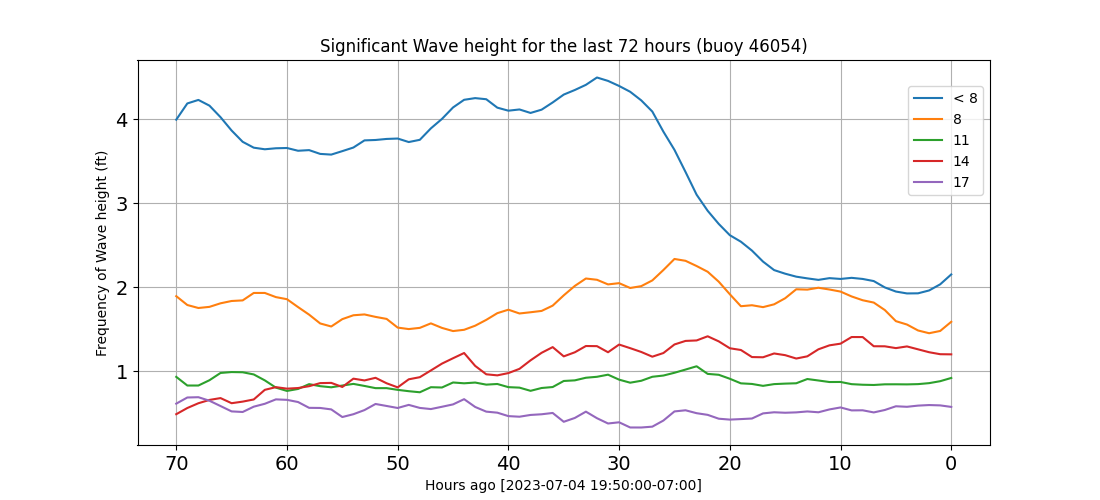 Significant Wave height for the last 72 hours (buoy 46054)
Frequency of Wave height (ft)
4
3
2
1
< 8
8
11
14
17
70 60 50 40 30 20 10 0
Hours ago [2023-07-04 19:50:00-07:00]